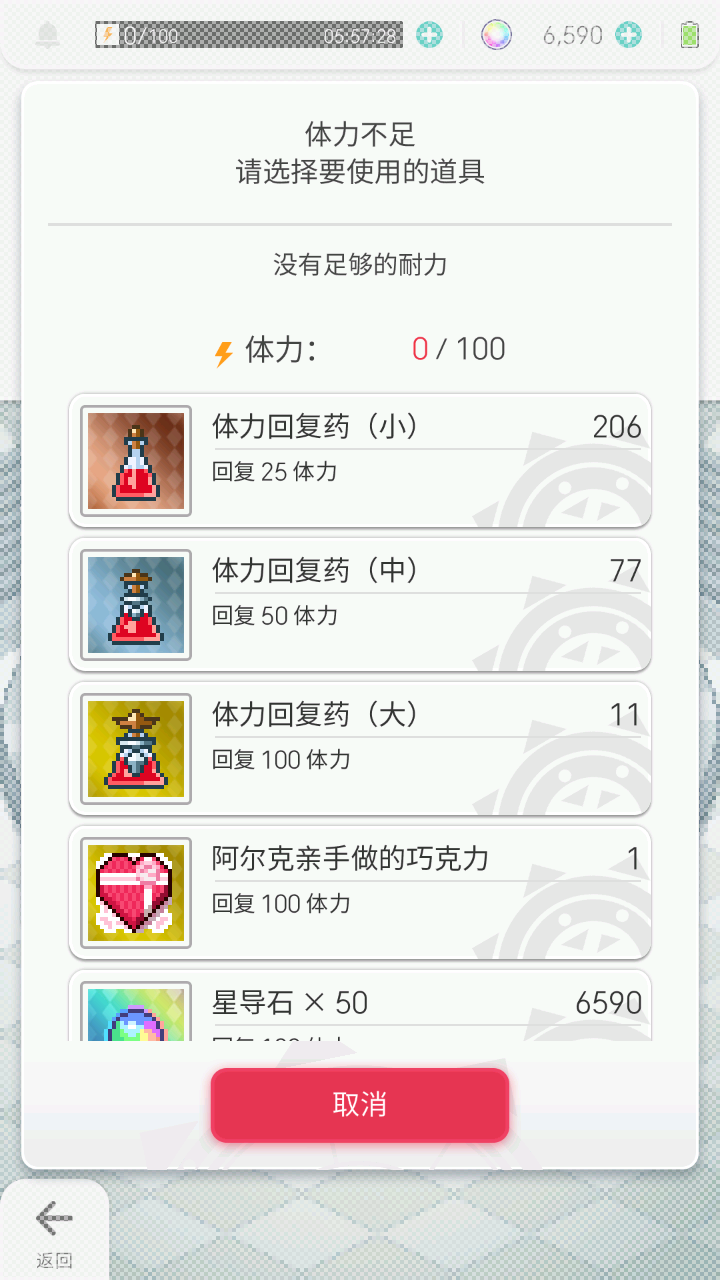 0/100
05:57:28
6,590
体力不足
请选择要使用的道具
没有足够的耐力
体力：
0 / 100
体力回复药（小）
206
回复 25 体力
体力回复药（中）
77
回复 50 体力
体力回复药（大）
11
回复 100 体力
阿尔克亲手做的巧克力
1
回复 100 体力
星导石 × 50
6590
取消
返回